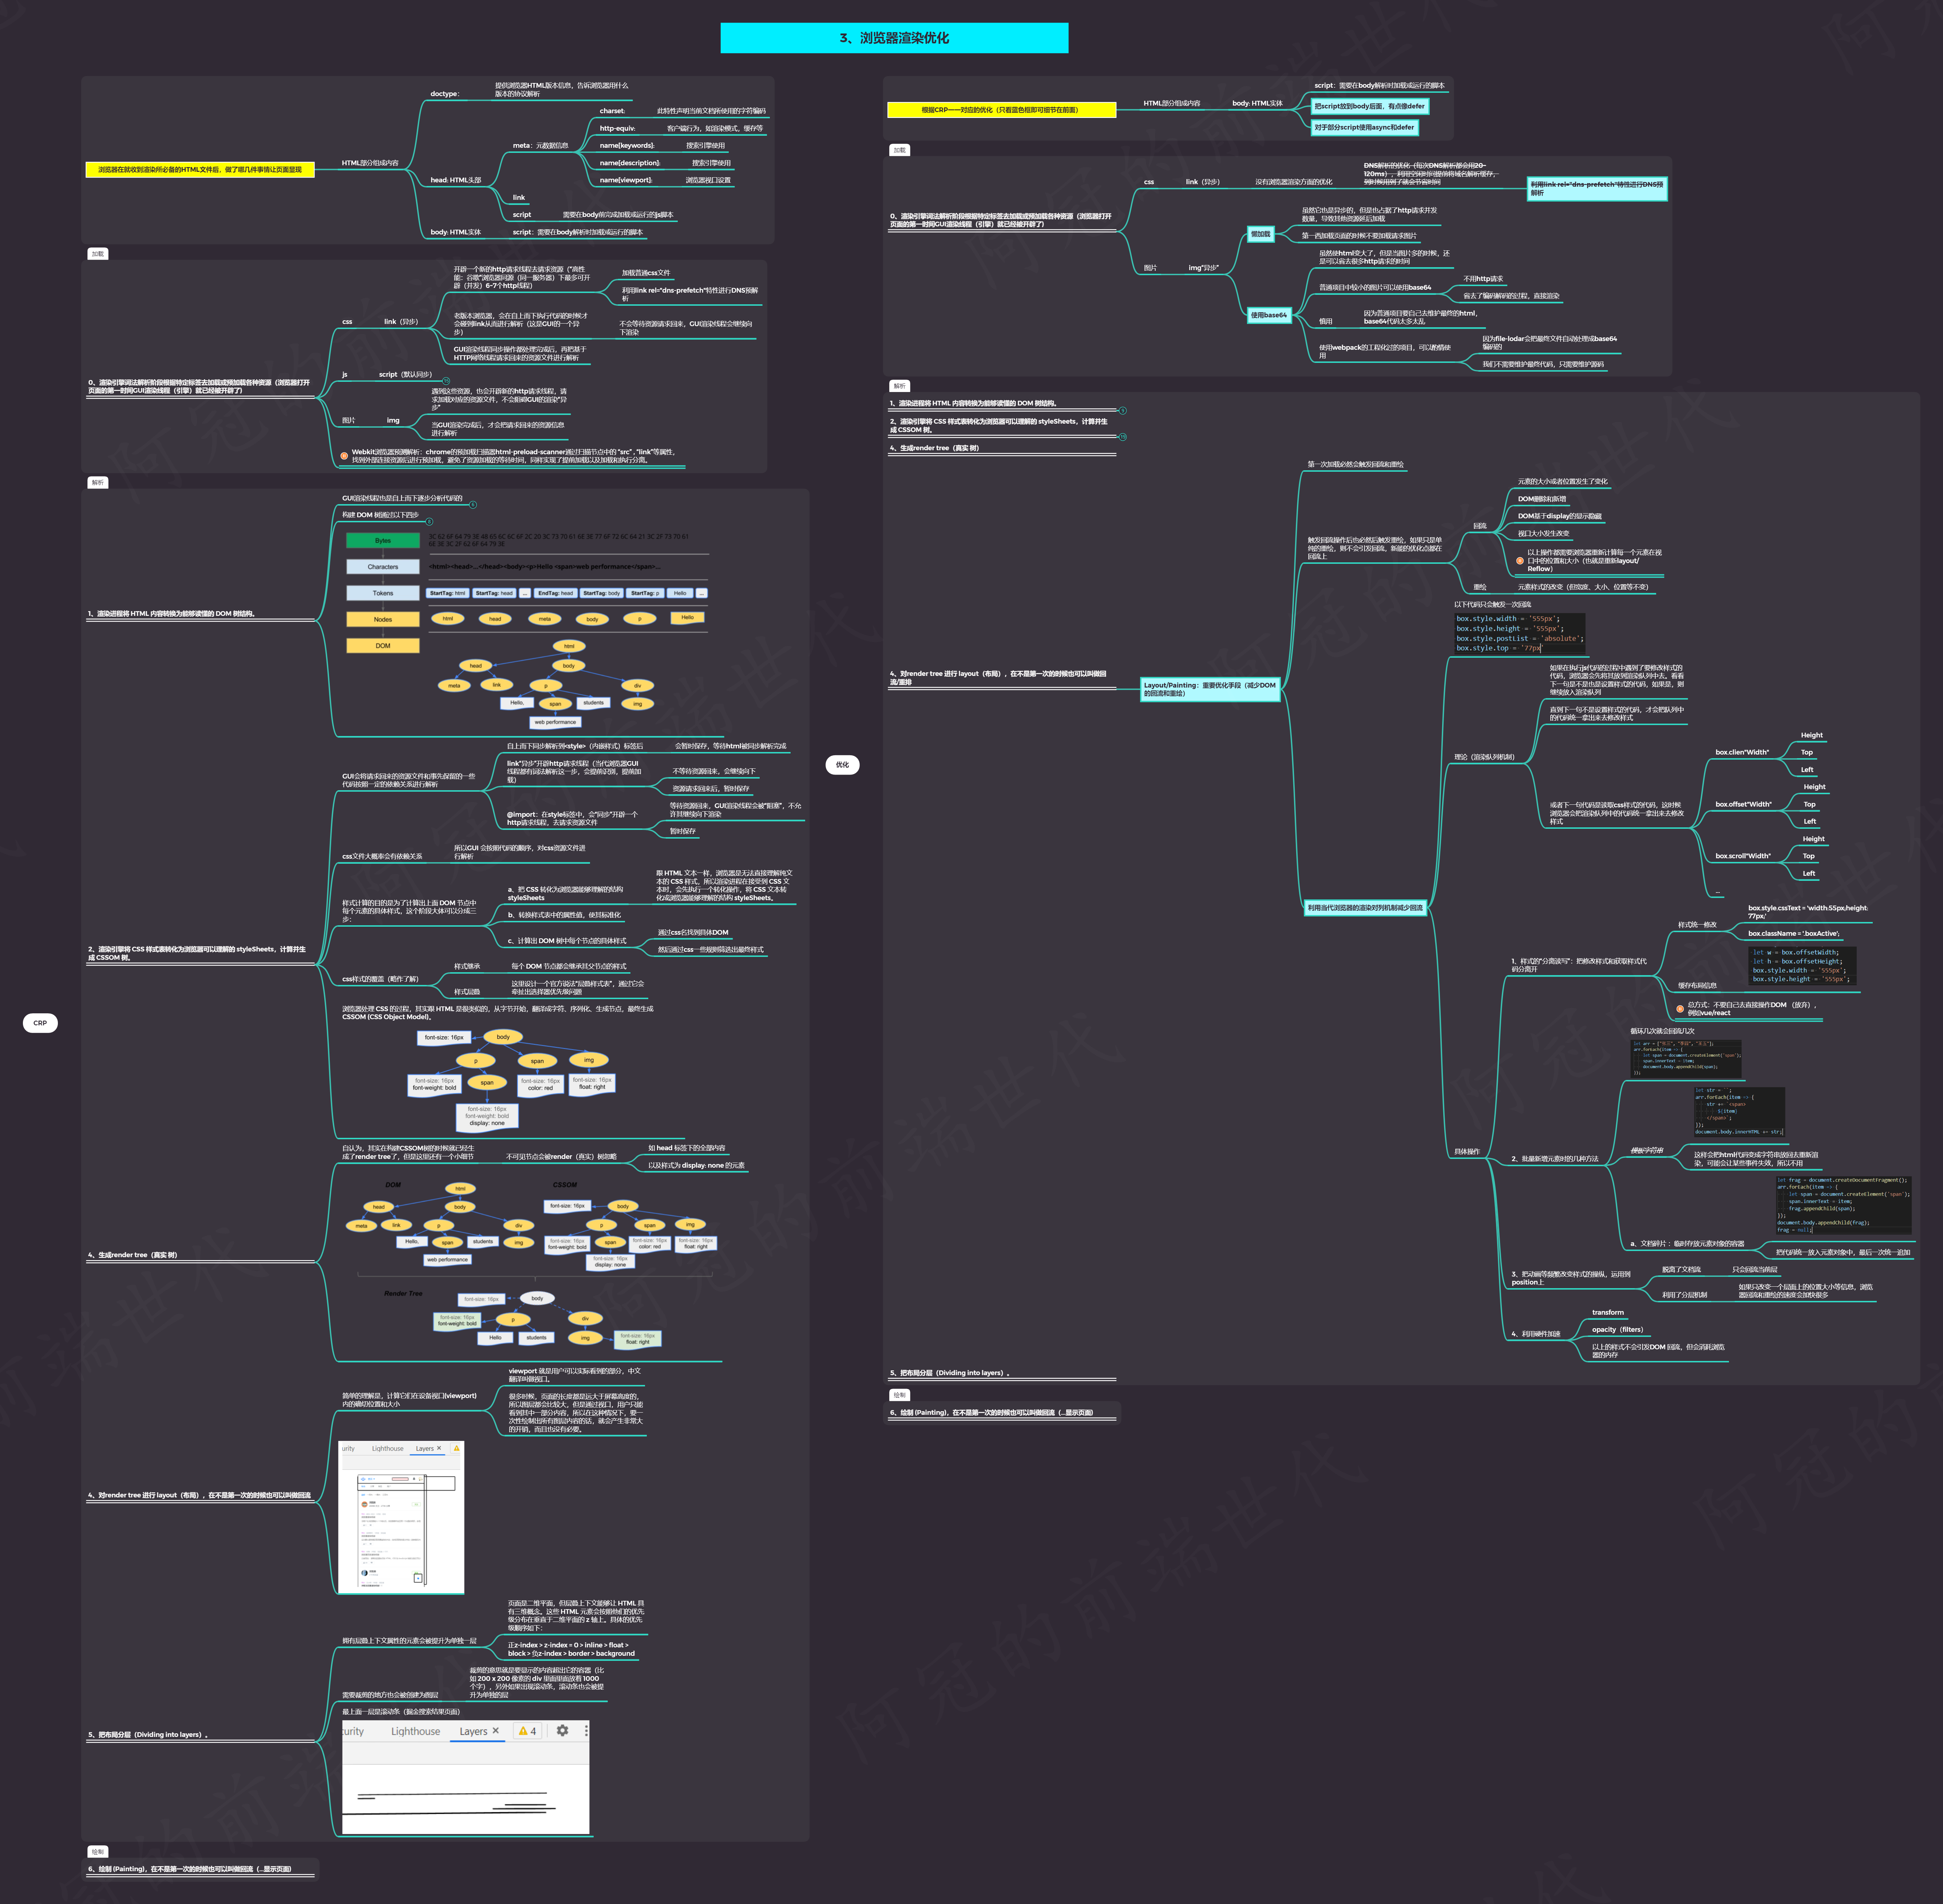 3、浏览器渲染优化
CRP
浏览器在就收到渲染所必备的HTML文件后，做了哪几件事情让页面显现
HTML部分组成内容
doctype：
提供浏览器HTML版本信息，告诉浏览器用什么
版本的协议解析
head: HTML头部
meta：元数据信息
charset:
此特性声明当前文档所使用的字符编码
http-equiv:
客户端行为，如渲染模式，缓存等
name[keywords]:
搜索引擎使用
name[description]:
搜索引擎使用
name[viewport]:
浏览器视口设置
link
script
需要在body前完成加载或运行的js脚本
body: HTML实体
script：需要在body解析时加载或运行的脚本
加载
0、渲染引擎词法解析阶段根据特定标签去加载或预加载各种资源（浏览器打开
页面的第一时间GUI渲染线程（引擎）就已经被开辟了）
css
link（异步）
开辟一个新的http请求线程去请求资源（“高性
能：谷歌”浏览器同源（同一服务器）下最多可开
辟（并发）6-7个http线程）
加载普通css文件
利用link rel="dns-prefetch"特性进行DNS预解
析
老版本浏览器，会在自上而下执行代码的时候才
会碰到link从而进行解析（这是GUI的一个异
步）
不会等待资源请求回来，GUI渲染线程会继续向
下渲染
GUI渲染线程同步操作都处理完成后，再把基于
HTTP网络线程请求回来的资源文件进行解析
js
script（默认同步）
15
图片
img
遇到这些资源，也会开辟新的http请求线程，请
求加载对应的资源文件，不会阻碍GUI的渲染“异
步”
当GUI渲染完成后，才会把请求回来的资源信息
进行解析
Webkit浏览器预测解析：chrome的预加载扫描器html-preload-scanner通过扫描节点中的 "src" , "link"等属性，
找到外部连接资源后进行预加载，避免了资源加载的等待时间，同样实现了提前加载以及加载和执行分离。
解析
1、渲染进程将 HTML 内容转换为能够读懂的 DOM 树结构。
GUI渲染线程也是自上而下逐步分析代码的
构建 DOM 树通过以下四步
Bytes
3C 62 6F 64 79 3E 48 65 6C 6C 6F 2C 20 3C 73 70 61 6E 3E 77 6F 72 6C 64 21 3C 2F 73 70 61
6E 3E 3C 2F 62 6F 64 79 3E
Characters
<html><head>...</head><body><p>Hello <span>web performance</span>...
Tokens
StartTag: html StartTag: head ... EndTag: head StartTag: body StartTag: p Hello ...
Nodes
html head meta body p Hello
DOM
html
head body
meta link p div
Hello, span students img
web performance
2、渲染引擎将 CSS 样式表转化为浏览器可以理解的 styleSheets，计算并生
成 CSSOM 树。
GUI会将请求回来的资源文件和事先保留的一些
代码按照一定的依赖关系进行解析
自上而下同步解析到<style>（内嵌样式）标签后
会暂时保存，等待html被同步解析完成
link“异步”开辟http请求线程（当代浏览器GUI
线程都有词法解析这一步，会提前识别，提前加
载）
不等待资源回来，会继续向下
资源请求回来后，暂时保存
@import：在style标签中，会“同步”开辟一个
http请求线程，去请求资源文件
等待资源回来，GUI渲染线程会被“阻塞”，不允
许其继续向下渲染
暂时保存
css文件大概率会有依赖关系
所以GUI 会按照代码的顺序，对css资源文件进
行解析
样式计算的目的是为了计算出上面 DOM 节点中
每个元素的具体样式，这个阶段大体可以分成三
步:
a、把 CSS 转化为浏览器能够理解的结构
styleSheets
跟 HTML 文本一样，浏览器是无法直接理解纯文
本的 CSS 样式，所以渲染进程在接受到 CSS 文
本时，会先执行一个转化操作，将 CSS 文本转
化成浏览器能够理解的结构 styleSheets。
b、转换样式表中的属性值，使其标准化
c、计算出 DOM 树中每个节点的具体样式
通过css名找到具体DOM
然后通过css一些规则筛选出最终样式
css样式的覆盖（略作了解）
样式继承
每个 DOM 节点都会继承其父节点的样式
样式层叠
这里设计一个官方说法“层叠样式表”，通过它会
牵扯出选择器优先级问题
浏览器处理 CSS 的过程，其实跟 HTML 是很类似的，从字节开始，翻译成字符、序列化、生成节点，最终生成
CSSOM (CSS Object Model)。
font-size: 16px body
p span img
font-size: 16px
font-weight: bold
span
font-size: 16px
color: red
font-size: 16px
float: right
font-size: 16px
font-weight: bold
display: none
4、生成render tree（真实 树）
自认为，其实在构建CSSOM树的时候就已经生
成了render tree了，但是这里还有一个小细节
不可见节点会被render（真实）树忽略
如 head 标签下的全部内容
以及样式为 display: none 的元素
DOM
html
head body
meta link p div
Hello, span students img
web performance
CSSOM
font-size: 16px body
p span img
font-size: 16px
font-weight: bold
span
font-size: 16px
color: red
font-size: 16px
float: right
font-size: 16px
display: none
Render Tree
font-size: 16px body
font-size: 16px
font-weight: bold
p div
Hello students img
font-size: 16px
float: right
4、对render tree 进行 layout（布局），在不是第一次的时候也可以叫做回流
简单的理解是，计算它们在设备视口(viewport)
内的确切位置和大小
viewport 就是用户可以实际看到的部分，中文
翻译叫做视口。
很多时候，页面的长度都是远大于屏幕高度的，
所以图层都会比较大，但是通过视口，用户只能
看到其中一部分内容，所以在这种情况下，要一
次性绘制出所有图层内容的话，就会产生非常大
的开销，而且也没有必要。
urity Lighthouse Layers ×
5、把布局分层（Dividing into layers）。
拥有层叠上下文属性的元素会被提升为单独一层
页面是二维平面，但层叠上下文能够让 HTML 具
有三维概念。这些 HTML 元素会按照他们的优先
级分布在垂直于二维平面的 z 轴上。具体的优先
级顺序如下:
正z-index > z-index = 0 > inline > float >
block > 负z-index > border > background
需要裁剪的地方也会被创建为图层
裁剪的意思就是要显示的内容超出它的容器（比
如 200 x 200 像素的 div 里面里面放着 1000
个字），另外如果出现滚动条，滚动条也会被提
升为单独的层
最上面一层是滚动条（掘金搜索结果页面）
curity Lighthouse Layers × 4
绘制
6、绘制 (Painting)，在不是第一次的时候也可以叫做回流（...显示页面）
优化
根据CRP——对应的优化（只看蓝色框即可细节在前面）
HTML部分组成内容
body: HTML实体
script：需要在body解析时加载或运行的脚本
把script放到body后面，有点像defer
对于部分script使用async和defer
加载
0、渲染引擎词法解析阶段根据特定标签去加载或预加载各种资源（浏览器打开
页面的第一时间GUI渲染线程（引擎）就已经被开辟了）
css
link（异步）
没有浏览器渲染方面的优化
DNS解析的优化（每次DNS解析都会用20-
120ms），利用空闲时间提前将域名解析缓存，
到时候用到了就会节省时间
利用link rel="dns-prefetch"特性进行DNS预
解析
图片
img“异步”
懒加载
虽然它也是异步的，但是也占据了http请求并发
数量，导致其他资源延后加载
第一西加载页面的时候不要加载请求图片
使用base64
虽然使html变大了，但是当图片多的时候，还
是可以省去很多http请求的时间
普通项目中较小的图片可以使用base64
不用http请求
省去了编码解码的过程，直接渲染
慎用
因为普通项目要自己去维护最终的html，
base64代码太多太乱
使用webpack的工程化过的项目，可以酌情使
用
因为file-lodar会把最终文件自动处理成base64
编码的
我们不需要维护最终代码，只需要维护源码
解析
1、渲染进程将 HTML 内容转换为能够读懂的 DOM 树结构。
2、渲染引擎将 CSS 样式表转化为浏览器可以理解的 styleSheets，计算并生
成 CSSOM 树。
4、生成render tree（真实 树）
4、对render tree 进行 layout（布局），在不是第一次的时候也可以叫做回
流/重排
Layout/Painting：重要优化手段（减少DOM
的回流和重绘）
第一次加载必然会触发回流和重绘
触发回流操作后也必然后触发重绘，如果只是单
纯的重绘，则不会引发回流，新能的优化点都在
回流上
回流
元素的大小或者位置发生了变化
DOM删除和新增
DOM基于display的显示隐藏
视口大小发生改变
以上操作都需要浏览器重新计算每一个元素在视
口中的位置和大小（也就是重新layout/
Reflow）
重绘
元素样式的改变（但宽度、大小、位置等不变）
利用当代浏览器的渲染对列机制减少回流
以下代码只会触发一次回流
box.style.width = '555px';
box.style.height = '555px';
box.style.postList = 'absolute';
box.style.top = '77px'
理论（渲染队列机制）
如果在执行js代码的过程中遇到了要修改样式的
代码，浏览器会先将其放到渲染队列中去。看看
下一句是不是也是设置样式的代码，如果是，则
继续放入渲染队列
直到下一句不是设置样式的代码，才会把队列中
的代码统一拿出来去修改样式
或者下一句代码是读取css样式的代码，这时候
浏览器会把渲染队列中的代码统一拿出来去修改
样式
box.clien"Width"
Height
Top
Left
box.offset"Width"
Height
Top
Left
box.scroll"Width"
Height
Top
Left
...
具体操作
1、样式的“分离读写”：把修改样式和获取样式代
码分离开
样式统一修改
box.style.cssText = 'width:55px;height:
77px;'
box.className = '.boxActive';
缓存布局信息
let w = box.offsetWidth;
let h = box.offsetHeight;
box.style.width = '555px';
box.style.height = '555px';
总方式：不要自己去直接操作DOM （放弃），
例如vue/react
2、批量新增元素时的几种方法
循环几次就会回流几次
arr.forEach(item => {
let span = document.createElement('span');
span.innerText = item;
document.body.appendChild(span);
});
模板字符串
let str = ``;
arr.forEach(item => {
str += `<span>
${item}
</span>`;
});
document.body.innerHTML += str;
这样会把html代码变成字符串放回去重新渲
染，可能会让某些事件失效，所以不用
a、文档碎片 ：临时存放元素对象的容器
let frag = document.createDocumentFragment();
arr.forEach(item => {
let span = document.createElement('span');
span.innerText = item;
frag.appendChild(span);
});
document.body.appendChild(frag);
frag = null;
把代码统一放入元素对象中，最后一次统一追加
3、把动画等频繁改变样式的操纵，运用到
position上
脱离了文档流
只会回流当前层
利用了分层机制
如果只改变一个层面上的位置大小等信息，浏览
器回流和重绘的速度会加快很多
4、利用硬件加速
transform
opacity（filters）
以上的样式不会引发DOM 回流，但会消耗浏览
器的内存
5、把布局分层（Dividing into layers）。
绘制
6、绘制 (Painting)，在不是第一次的时候也可以叫做回流（...显示页面）
阿冠的前端世代